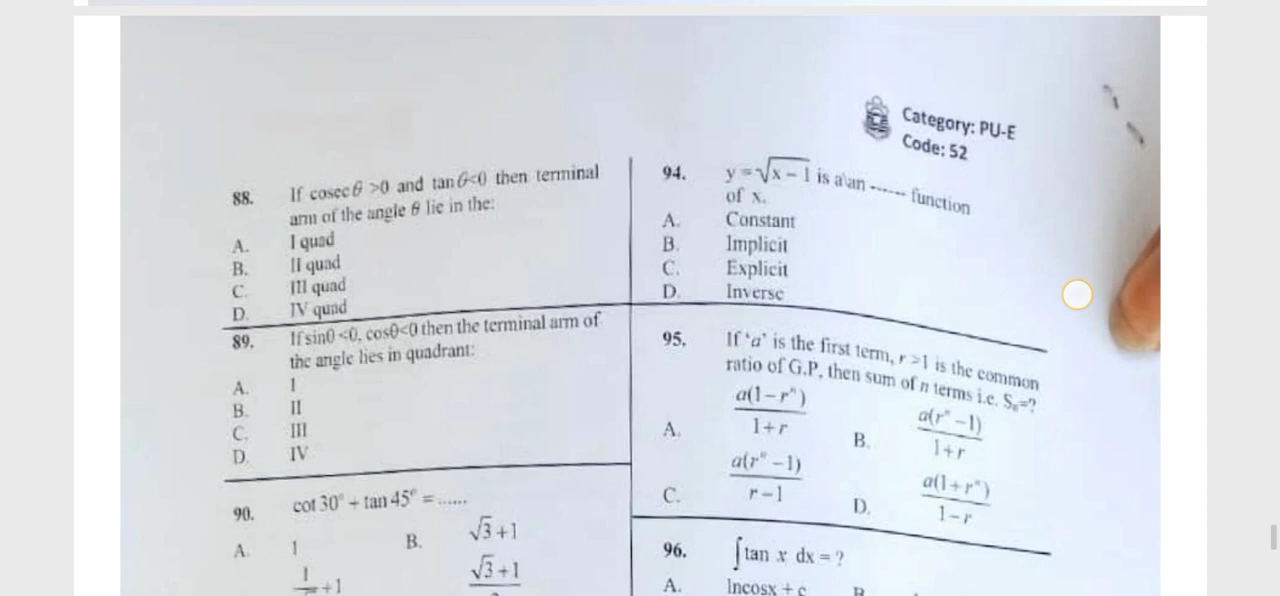 Category: PU-E
Code: 52
88. If cosec θ >0 and tan θ<0 then terminal
arm of the angle θ lie in the:
A. I quad
B. II quad
C. III quad
D. IV quad
89. If sinθ <0, cosθ<0 then the terminal arm of
the angle lies in quadrant:
A. I
B. II
C. III
D. IV
90. cot 30° + tan 45° = ......
A. 1 B. √3 +1
1 +1 √3 +1
94. y = √x − 1 is a\an ------ function
of x.
A. Constant
B. Implicit
C. Explicit
D. Inverse
95. If ‘a’ is the first term, r >1 is the common
ratio of G.P, then sum of n terms i.e. Sₙ=?
A. a(1−rⁿ)/1+r B. a(rⁿ −1)/1+r
C. a(rⁿ −1)/r−1 D. a(1+rⁿ)/1−r
96. ∫tan x dx = ?
A. lncosx + c B